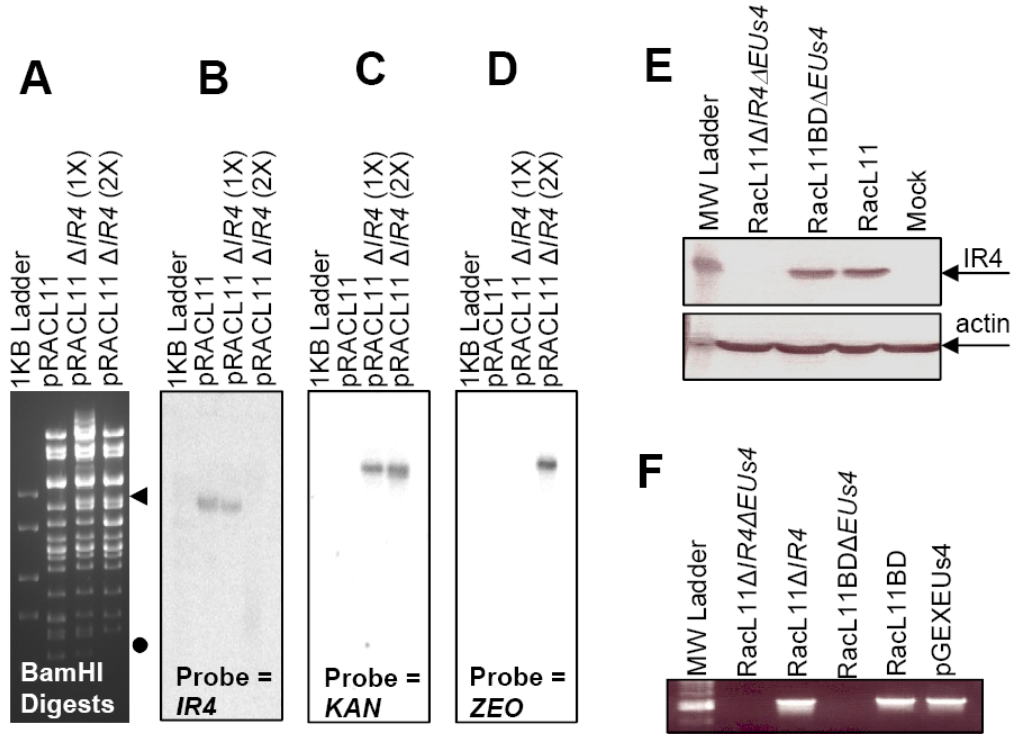 A
1KB Ladder
pRACL11
pRACL11 ΔIR4 (1X)
pRACL11 ΔIR4 (2X)
BamHI
Digests
B
1KB Ladder
pRACL11
pRACL11 ΔIR4 (1X)
pRACL11 ΔIR4 (2X)
Probe =
IR4
C
1KB Ladder
pRACL11
pRACL11 ΔIR4 (1X)
pRACL11 ΔIR4 (2X)
Probe =
KAN
D
1KB Ladder
pRACL11
pRACL11 ΔIR4 (1X)
pRACL11 ΔIR4 (2X)
Probe =
ZEO
E
MW Ladder
RacL11ΔIR4ΔEUs4
RacL11BDΔEUs4
RacL11
Mock
IR4
actin
F
MW Ladder
RacL11ΔIR4ΔEUs4
RacL11ΔIR4
RacL11BDΔEUs4
RacL11BD
pGEXEUs4